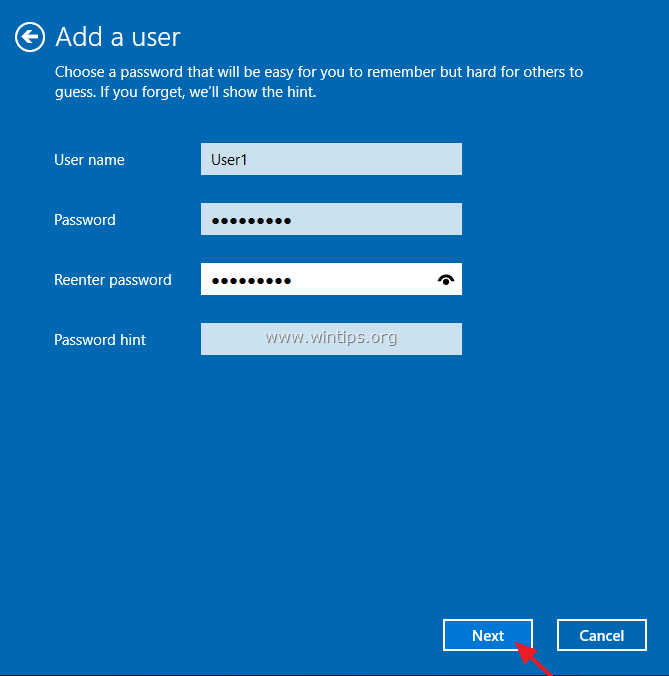 Add a user
Choose a password that will be easy for you to remember but hard for others to
guess. If you forget, we'll show the hint.
User name
User1
Password
●●●●●●●●●
Reenter password
●●●●●●●●●
Password hint
www.wintips.org
Next
Cancel